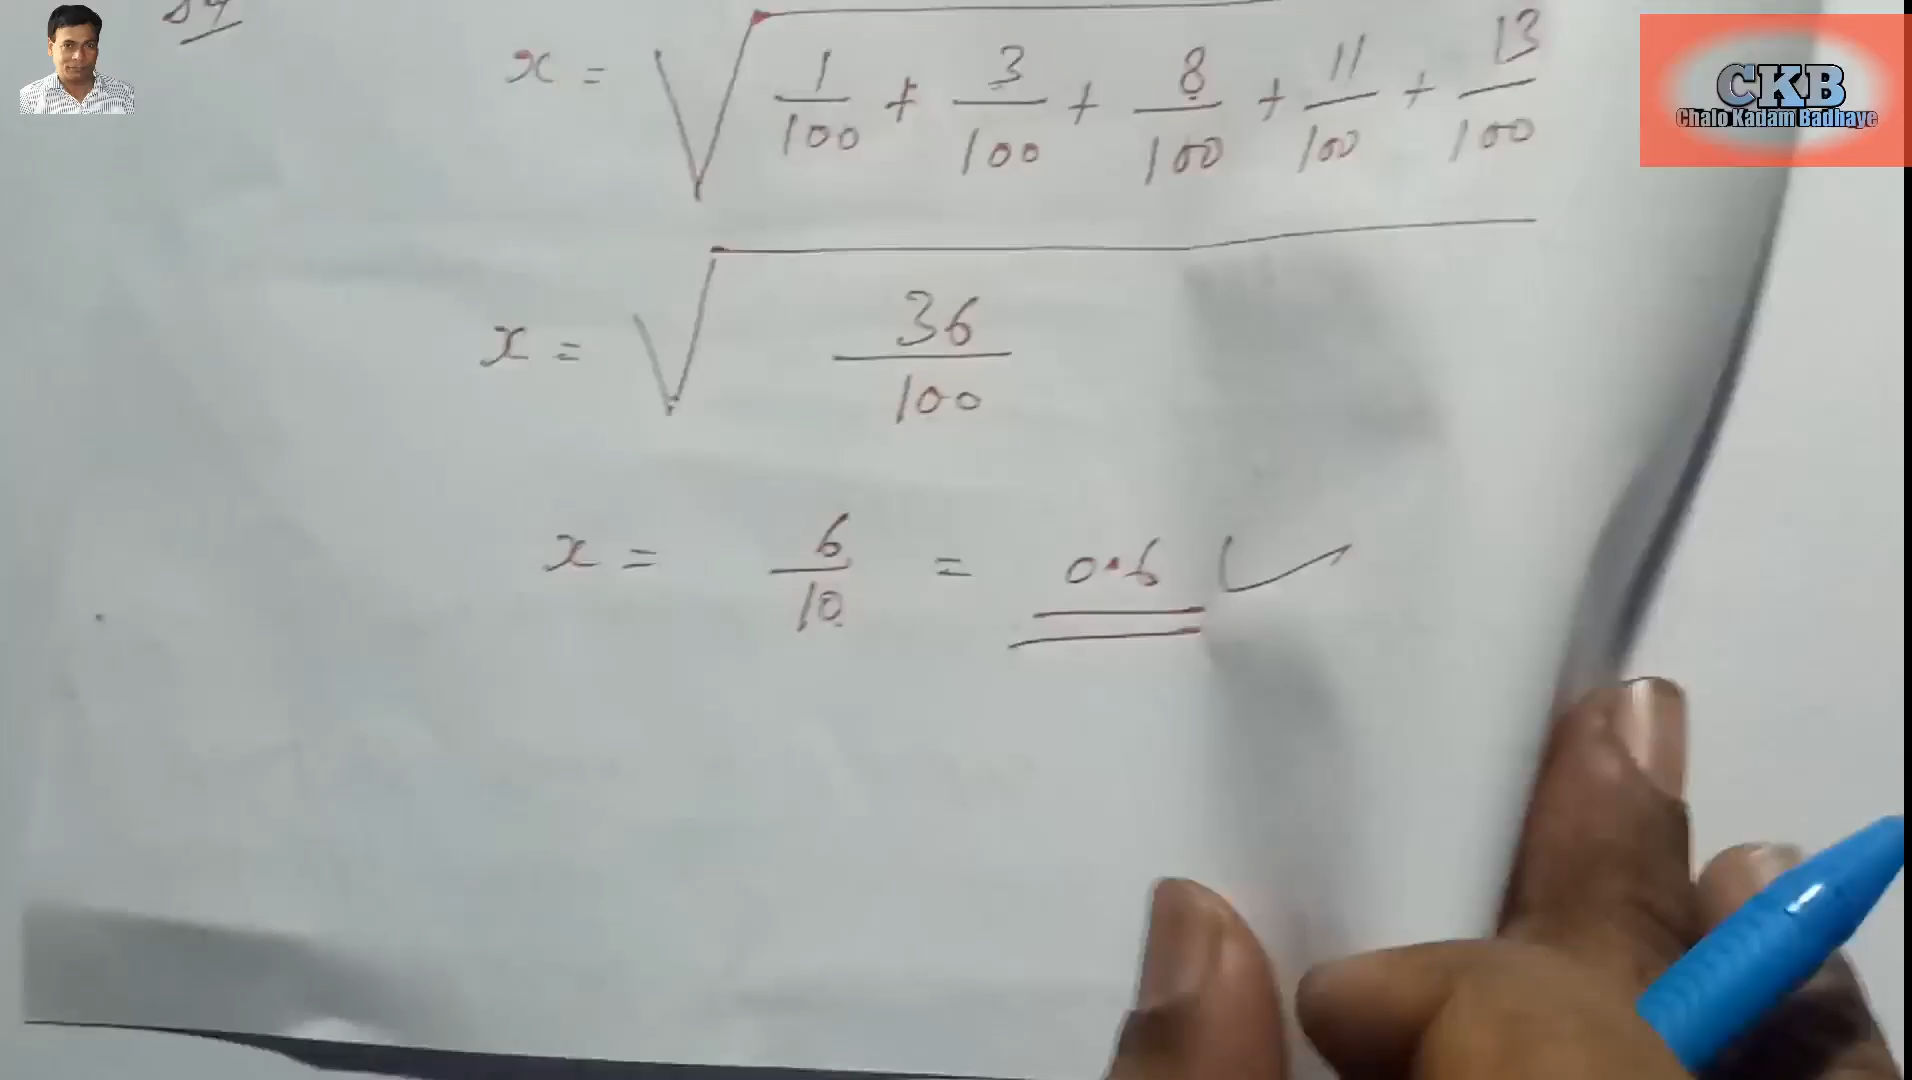 CKB
Chalo Kadam Badhaye
x = √(1/100 + 3/100 + 8/100 + 11/100 + 13/100)
x = √(36/100)
x = 6/10 = 0.6 ✓